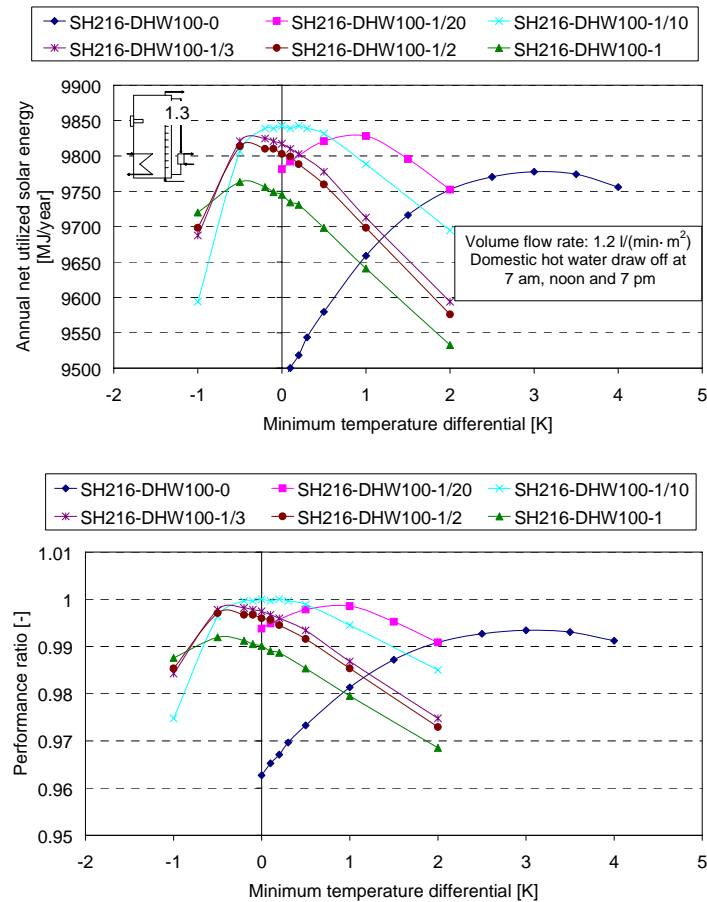 SH216-DHW100-0 SH216-DHW100-1/20 SH216-DHW100-1/10
SH216-DHW100-1/3 SH216-DHW100-1/2 SH216-DHW100-1
Annual net utilized solar energy
[MJ/year]
9900
9850
9800
9750
9700
9650
9600
9550
9500
1.3
Volume flow rate: 1.2 l/(min· m²)
Domestic hot water draw off at
7 am, noon and 7 pm
-2 -1 0 1 2 3 4 5
Minimum temperature differential [K]
SH216-DHW100-0 SH216-DHW100-1/20 SH216-DHW100-1/10
SH216-DHW100-1/3 SH216-DHW100-1/2 SH216-DHW100-1
Performance ratio [-]
1.01
1
0.99
0.98
0.97
0.96
0.95
-2 -1 0 1 2 3 4 5
Minimum temperature differential [K]